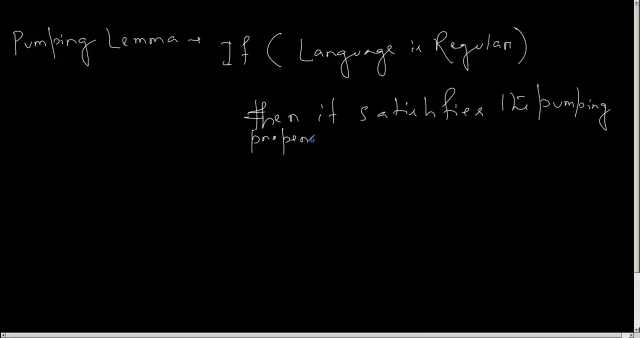 Pumping Lemma → If ( Language is Regular )
then it satisfies the pumping
proper